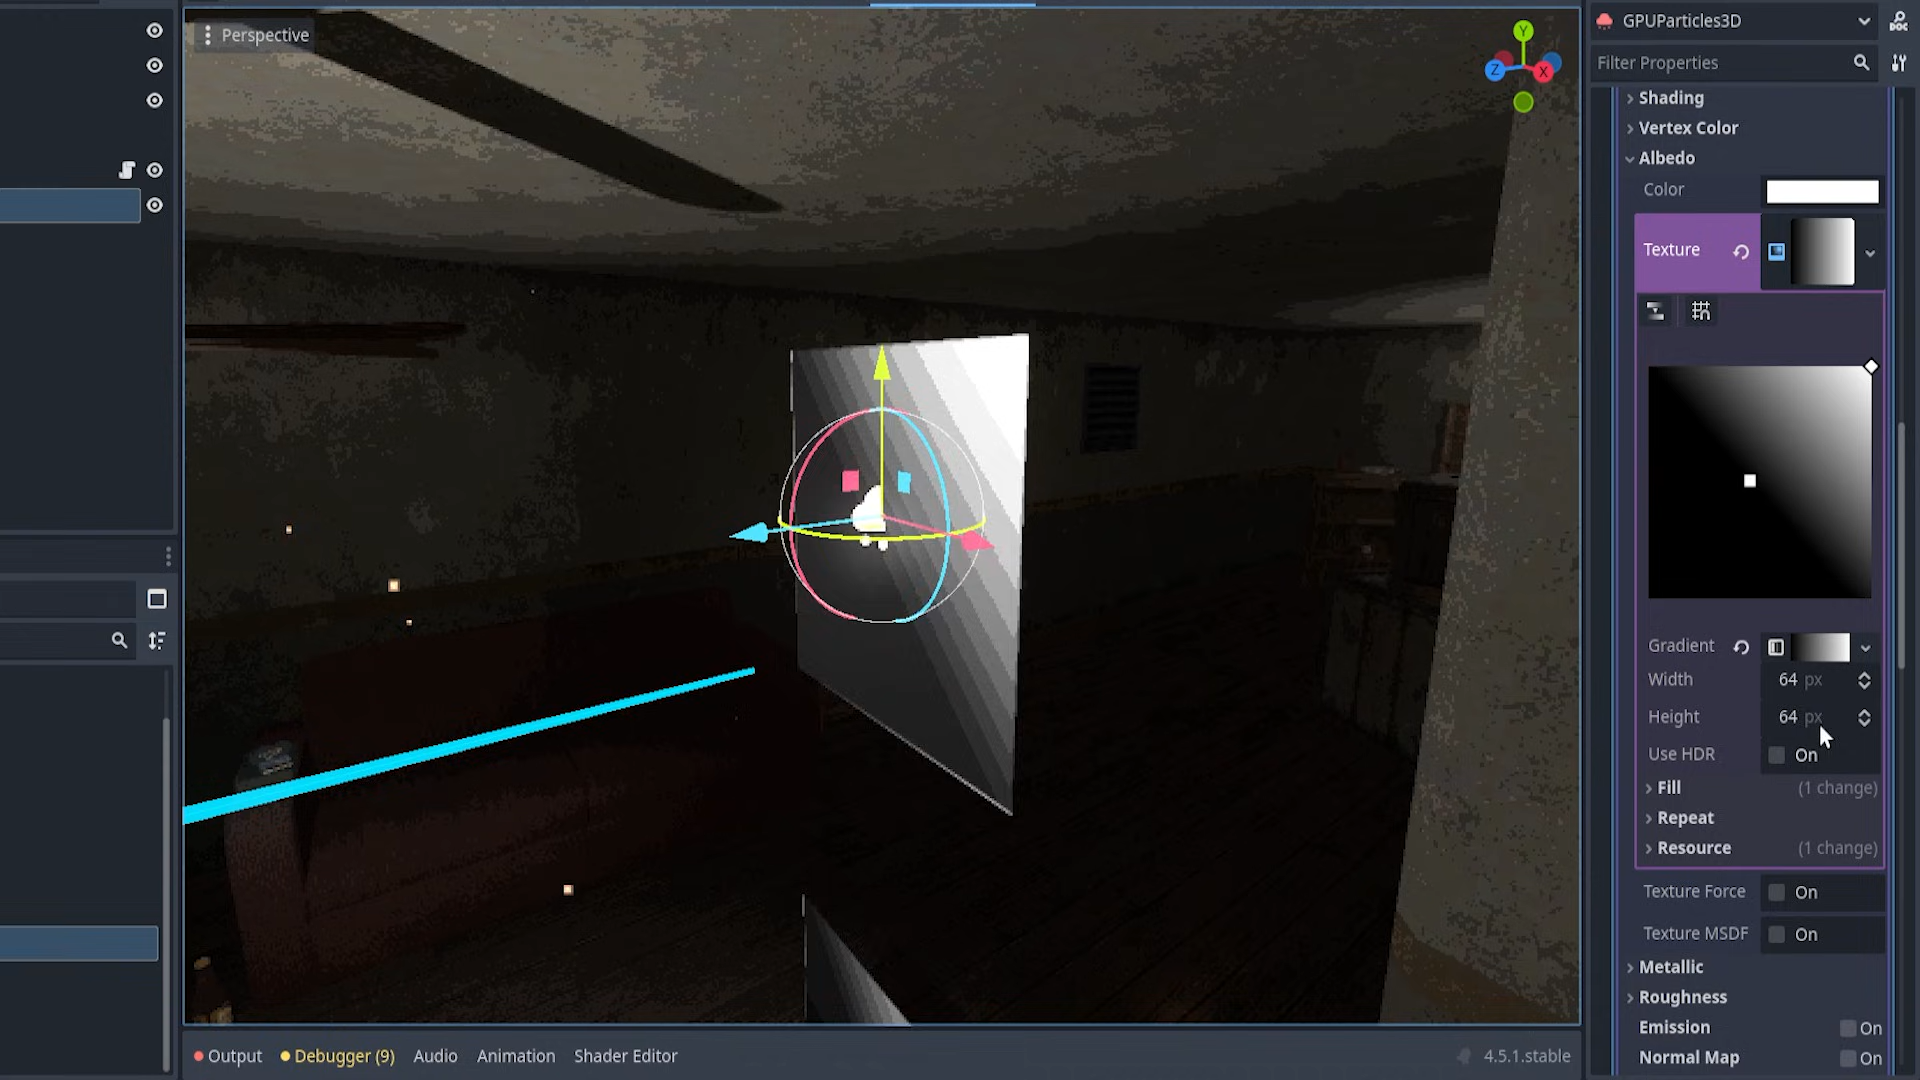 Perspective
Y
Z
X
GPUParticles3D
DOC
Filter Properties
Shading
Vertex Color
Albedo
Color
Texture
Gradient
Width 64 px
Height 64 px
Use HDR On
Fill (1 change)
Repeat
Resource (1 change)
Texture Force On
Texture MSDF On
Metallic
Roughness
Emission On
Normal Map On
Output Debugger (9) Audio Animation Shader Editor 4.5.1.stable